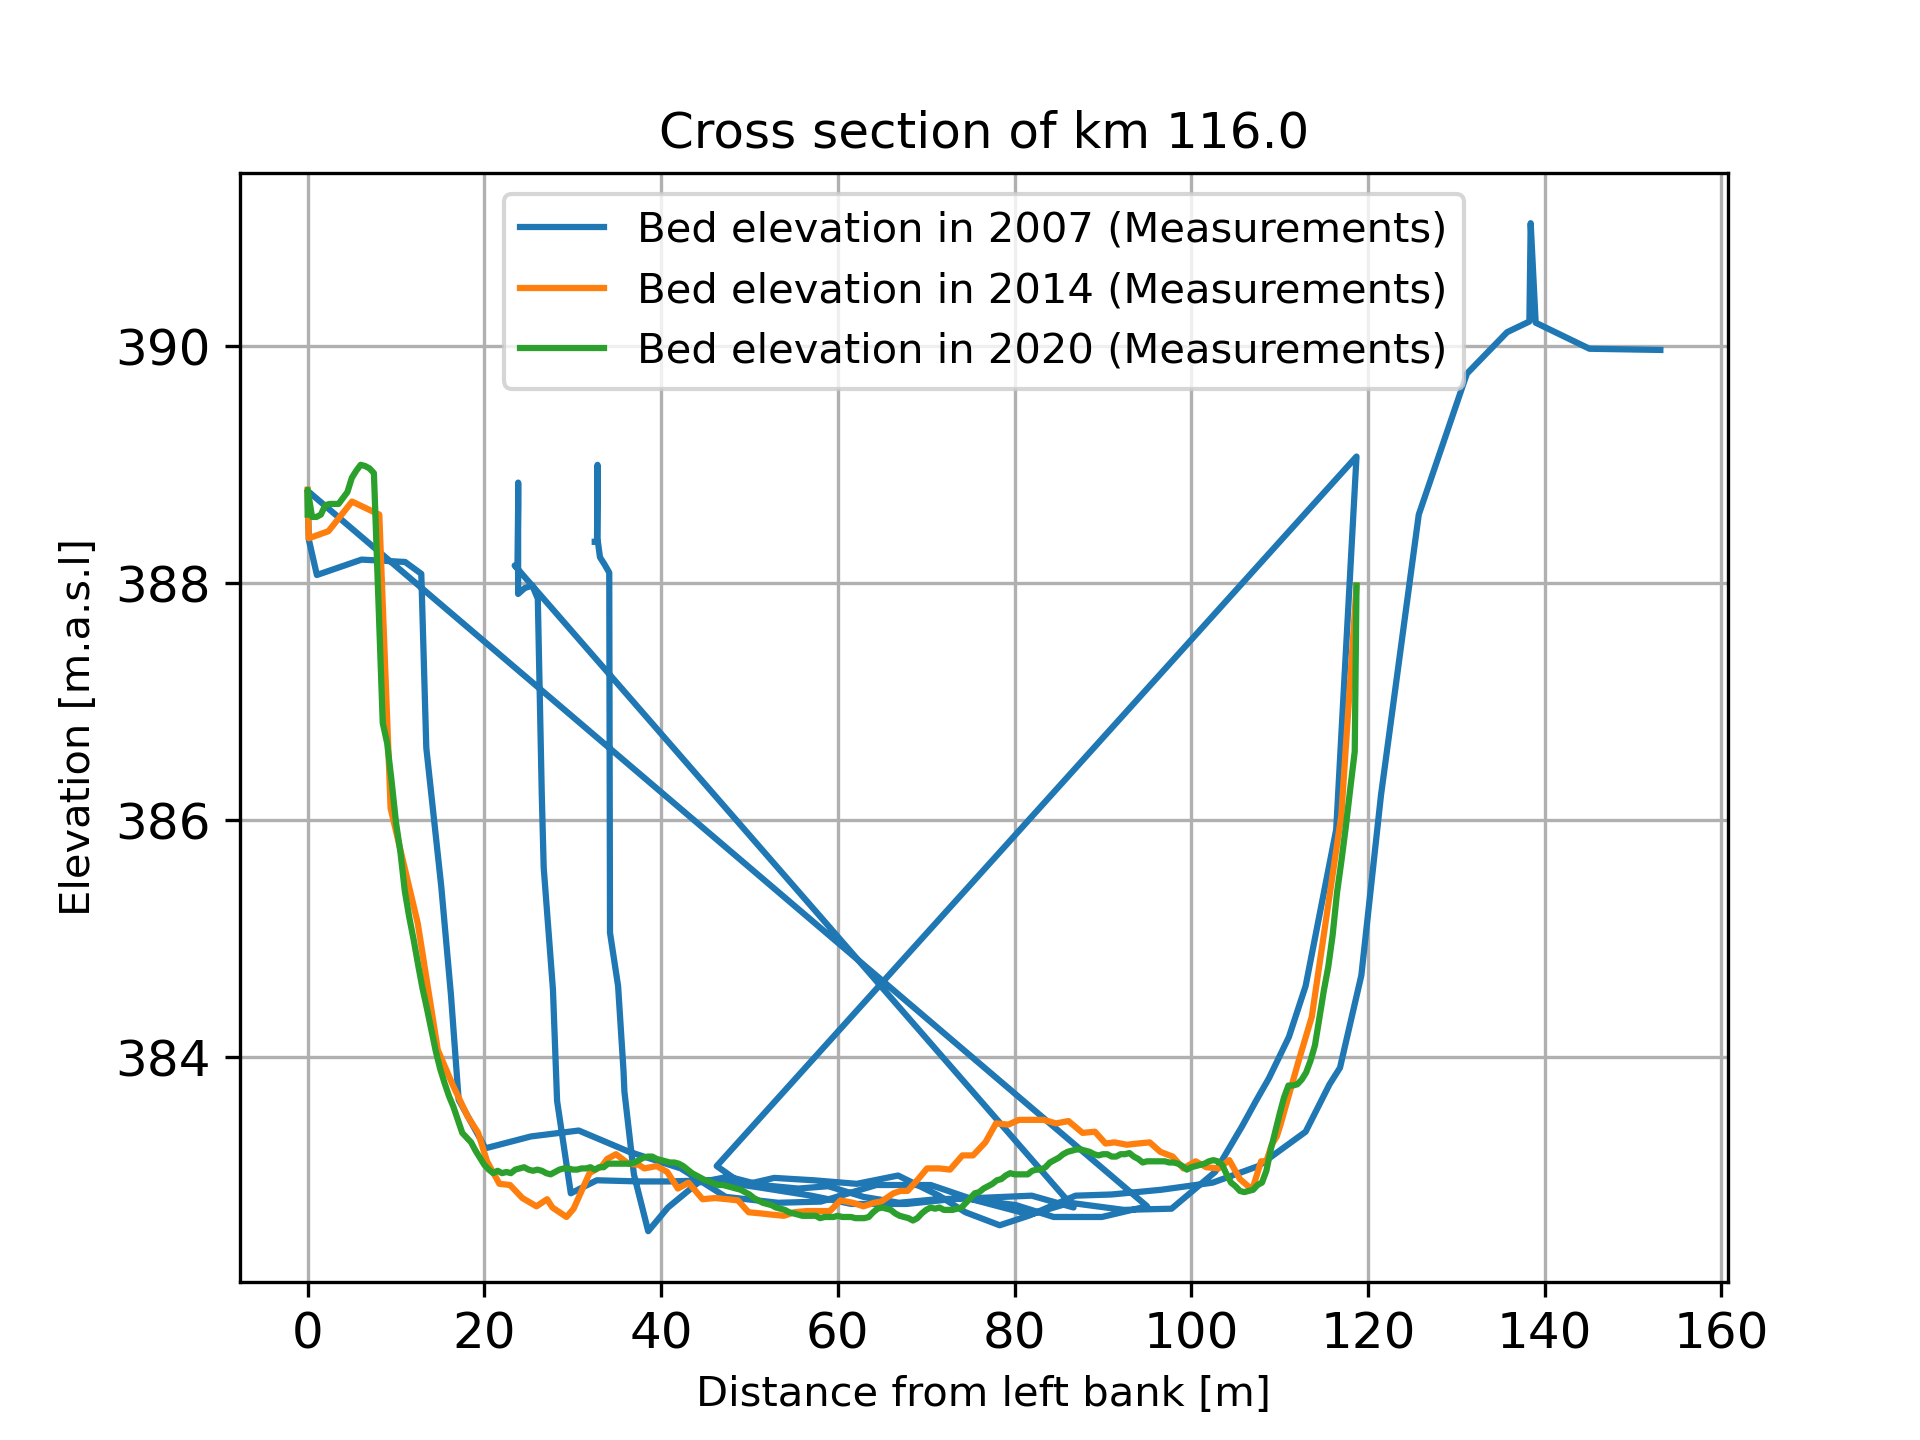 Cross section of km 116.0
Bed elevation in 2007 (Measurements)
Bed elevation in 2014 (Measurements)
Bed elevation in 2020 (Measurements)
Elevation [m.a.s.l]
390
388
386
384
0 20 40 60 80 100 120 140 160
Distance from left bank [m]